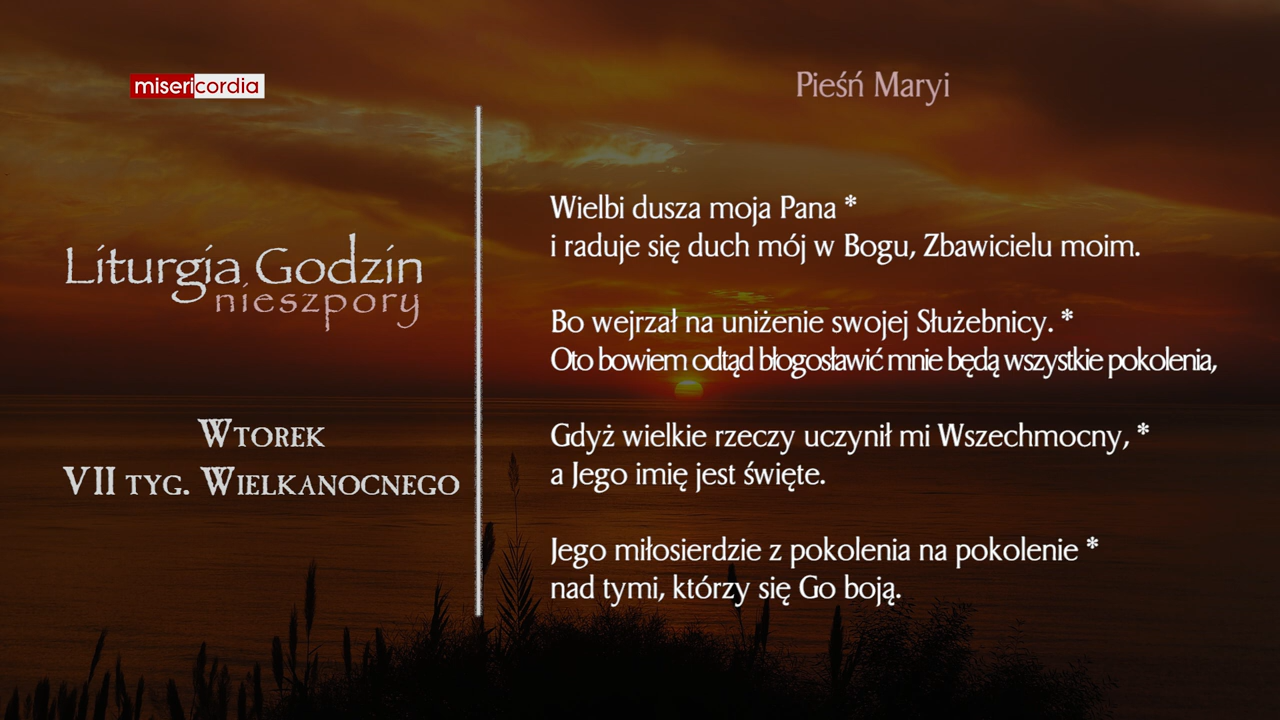 misericordia
Liturgia Godzin
nieszpory
Wtorek
VII tyg. Wielkanocnego
Pieśń Maryi
Wielbi dusza moja Pana *
i raduje się duch mój w Bogu, Zbawicielu moim.
Bo wejrzał na uniżenie swojej Służebnicy. *
Oto bowiem odtąd błogosławić mnie będą wszystkie pokolenia,
Gdyż wielkie rzeczy uczynił mi Wszechmocny, *
a Jego imię jest święte.
Jego miłosierdzie z pokolenia na pokolenie *
nad tymi, którzy się Go boją.